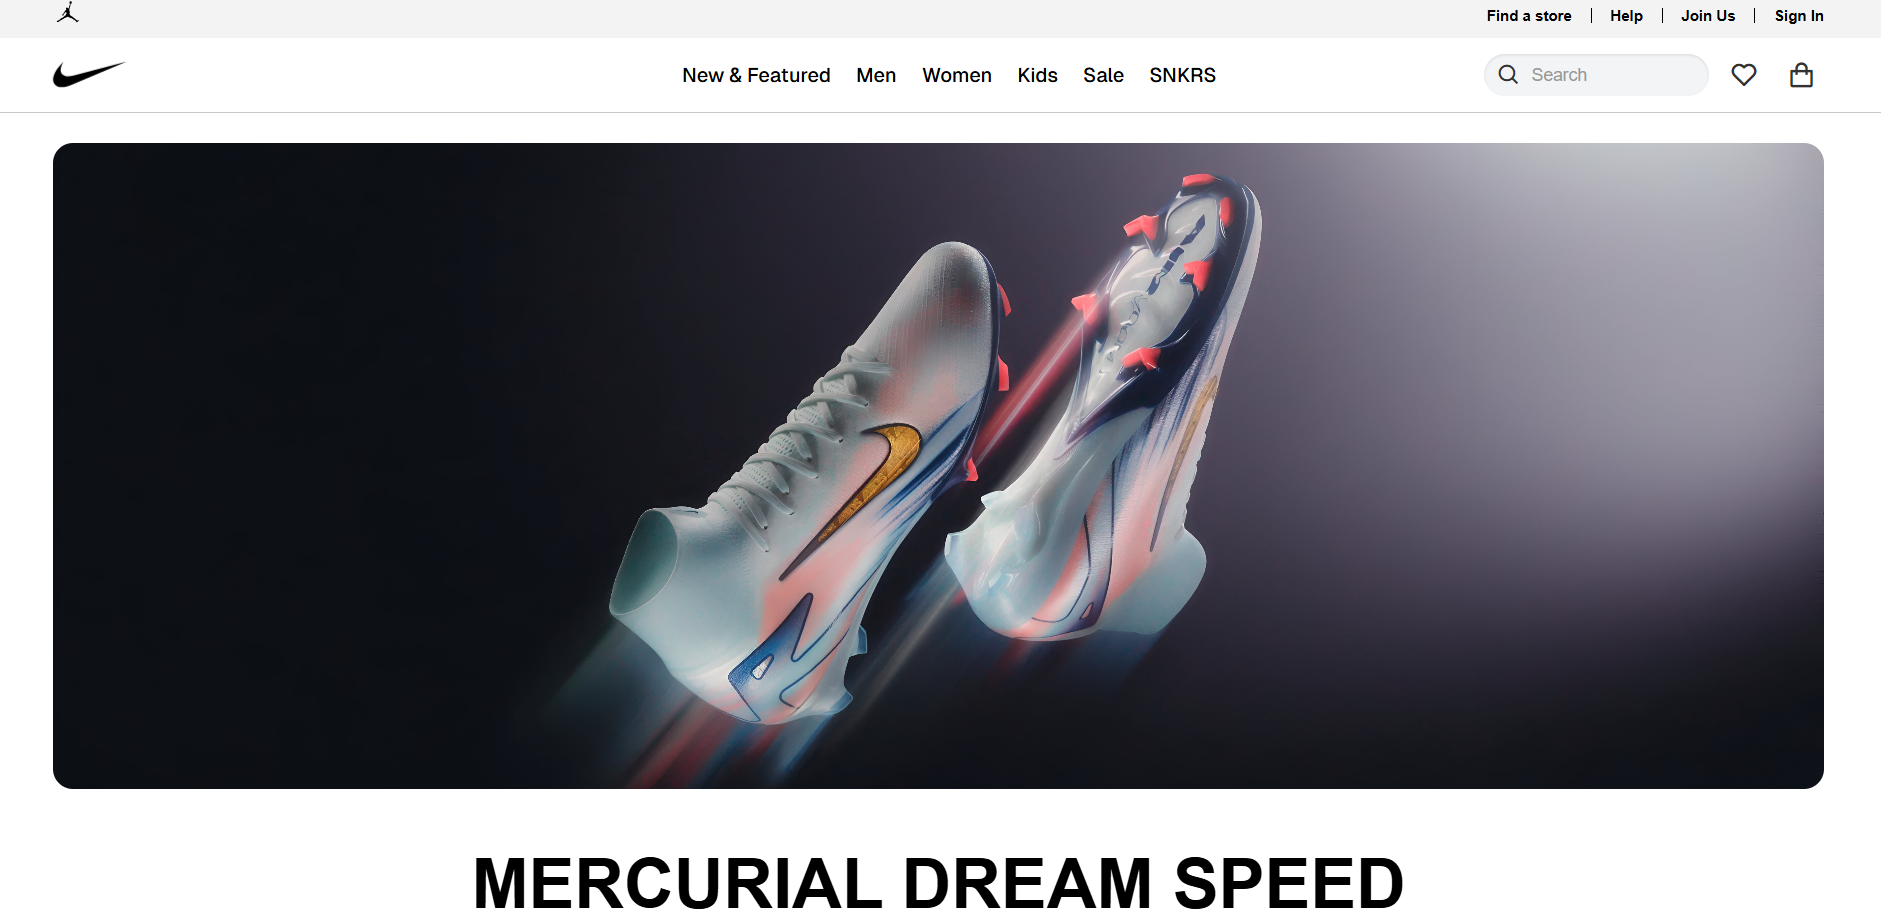 Find a store | Help | Join Us | Sign In
New & Featured Men Women Kids Sale SNKRS
Search
MERCURIAL DREAM SPEED